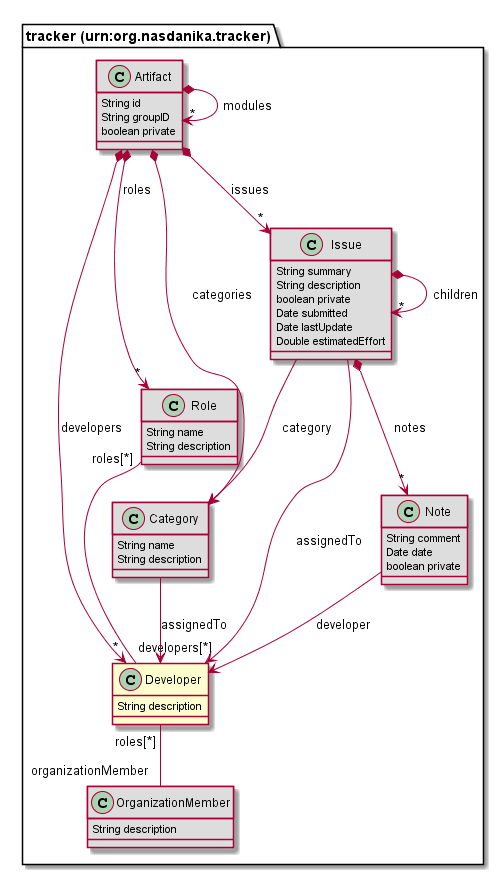 tracker (urn:org.nasdanika.tracker)
C Artifact
String id
String groupID
boolean private
*
modules
roles
issues
*
C Issue
String summary
String description
boolean private
Date submitted
Date lastUpdate
Double estimatedEffort
*
children
categories
*
C Role
String name
String description
developers
category
notes
roles[*]
*
C Category
String name
String description
C Note
String comment
Date date
boolean private
assignedTo
assignedTo
developer
*
developers[*]
C Developer
String description
roles[*]
organizationMember
C OrganizationMember
String description